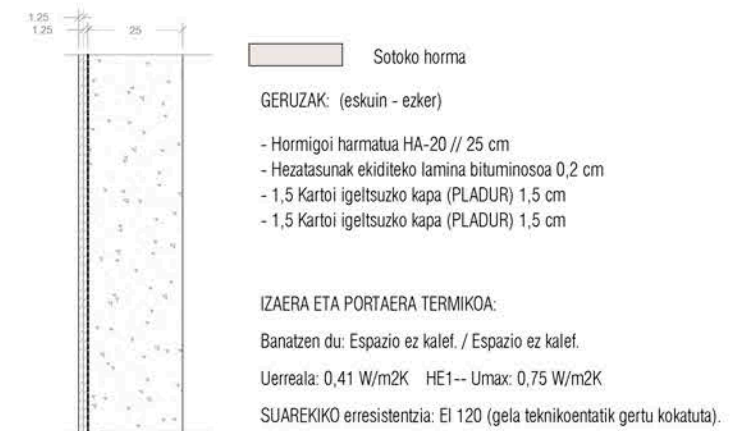 1.25
1.25 25
Sotoko horma
GERUZAK: (eskuin - ezker)
- Hormigoi harmatua HA-20 // 25 cm
- Hezatasunak ekiditeko lamina bituminosoa 0,2 cm
- 1,5 Kartoi igeltsuzko kapa (PLADUR) 1,5 cm
- 1,5 Kartoi igeltsuzko kapa (PLADUR) 1,5 cm
IZAERA ETA PORTAERA TERMIKOA:
Banatzen du: Espazio ez kalef. / Espazio ez kalef.
Uerreala: 0,41 W/m2K HE1-- Umax: 0,75 W/m2K
SUAREKIKO erresistentzia: EI 120 (gela teknikoentatik gertu kokatuta).